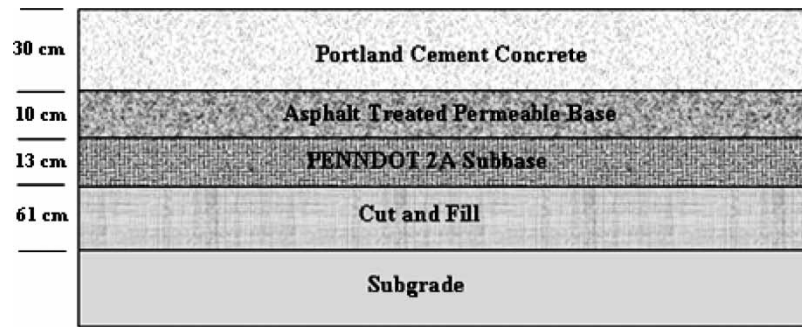 30 cm
Portland Cement Concrete
10 cm
Asphalt Treated Permeable Base
13 cm
PENNDOT 2A Subbase
61 cm
Cut and Fill
Subgrade